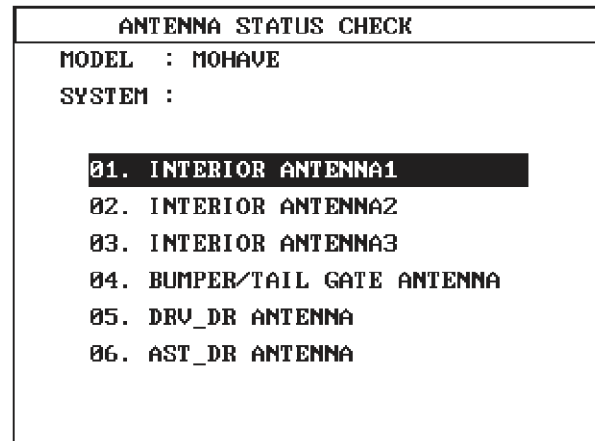 ANTENNA STATUS CHECK
MODEL : MOHAVE
SYSTEM :
01. INTERIOR ANTENNA1
02. INTERIOR ANTENNA2
03. INTERIOR ANTENNA3
04. BUMPER/TAIL GATE ANTENNA
05. DRV_DR ANTENNA
06. AST_DR ANTENNA